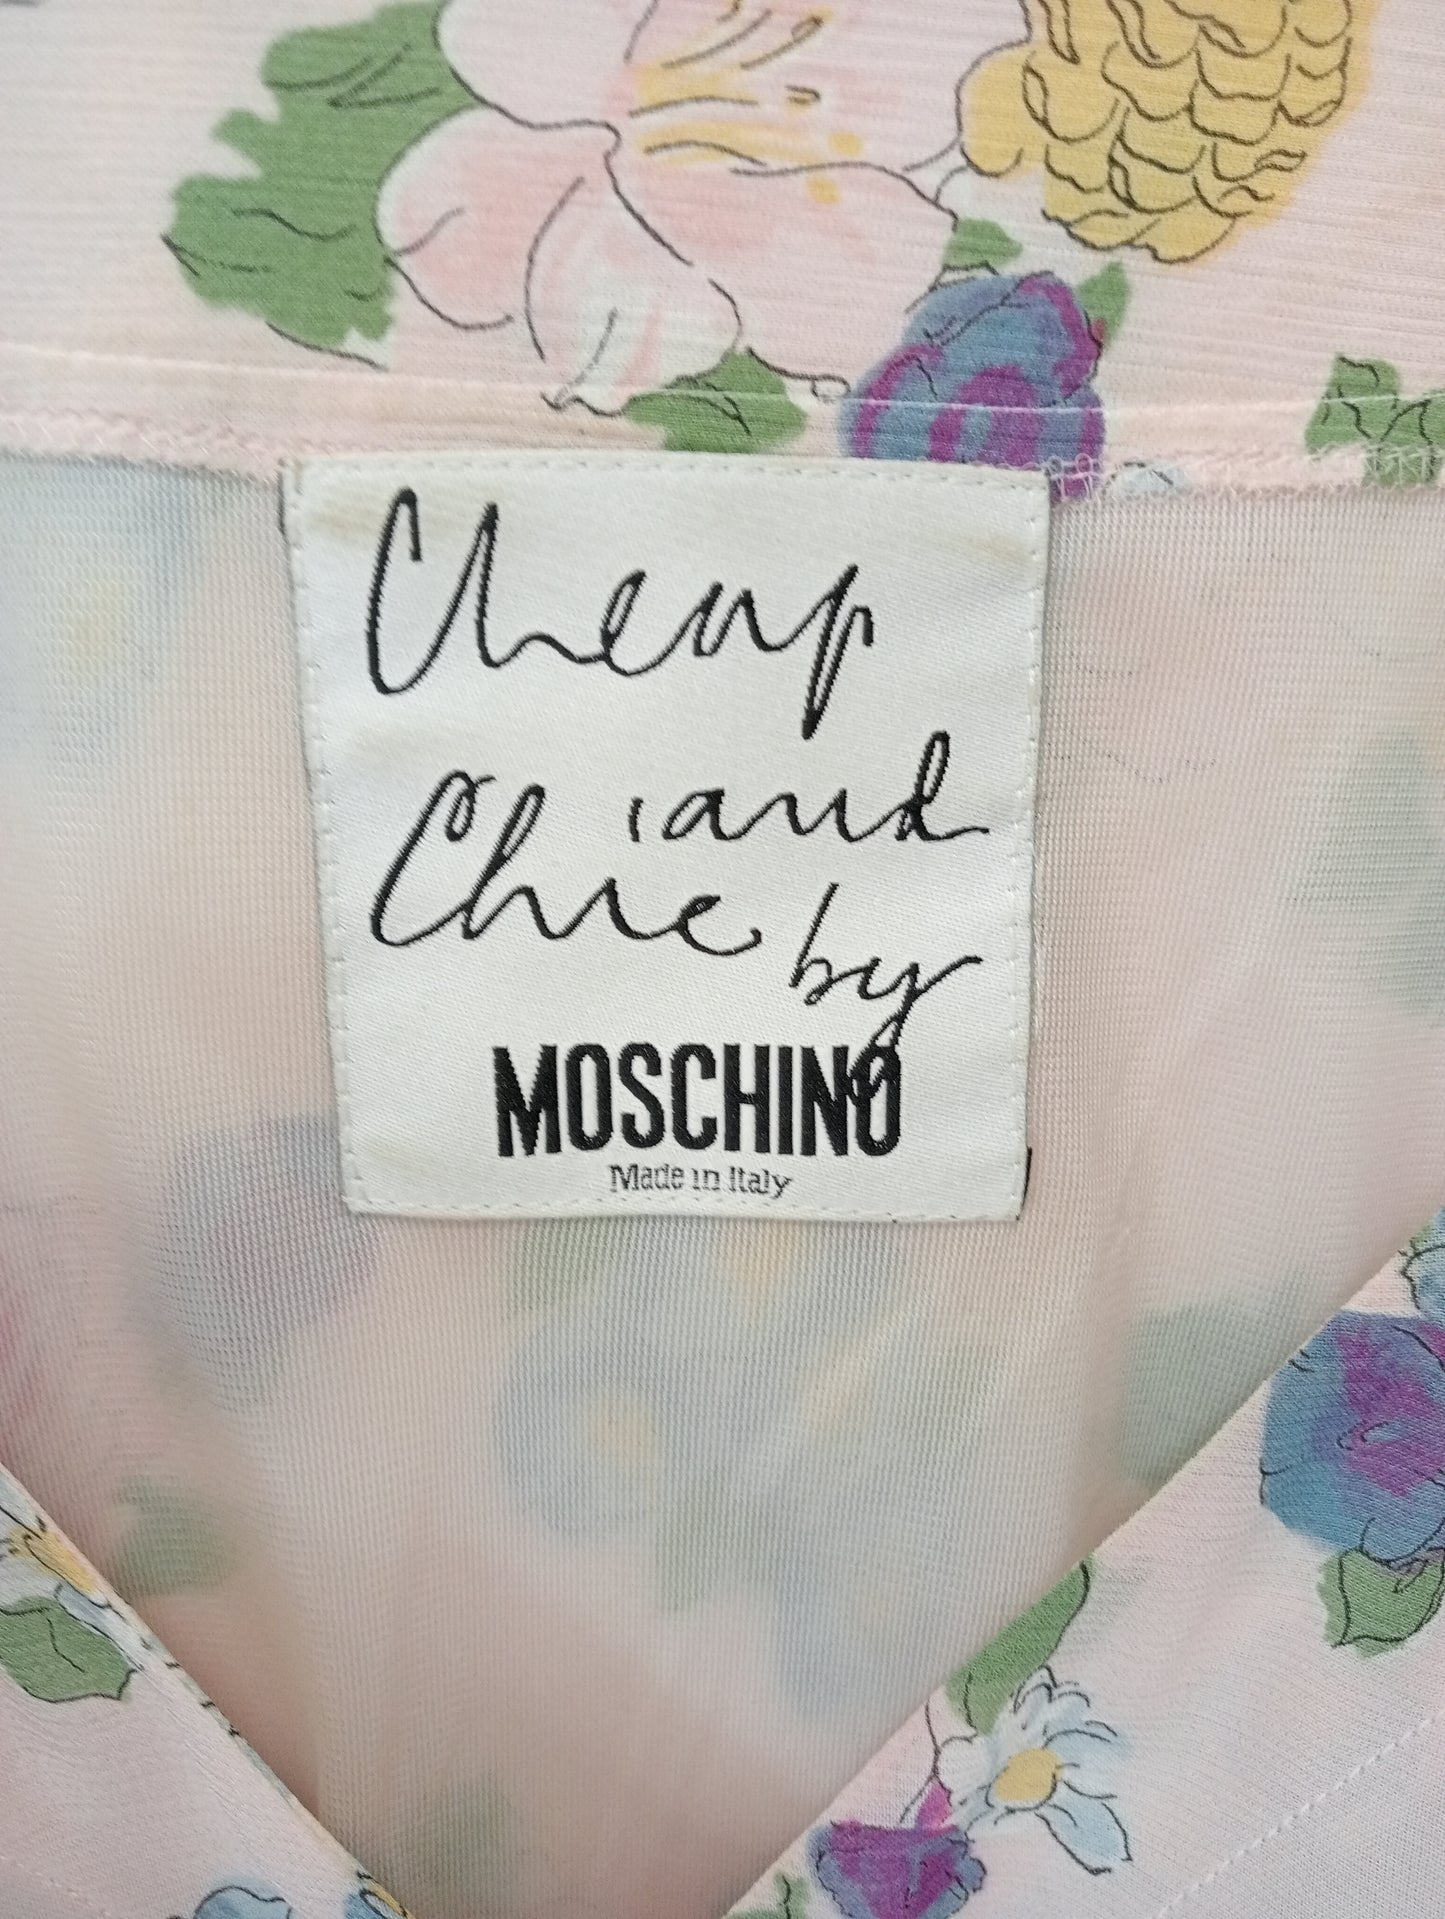 Cheap
and
Chic
by
MOSCHINO
Made in Italy